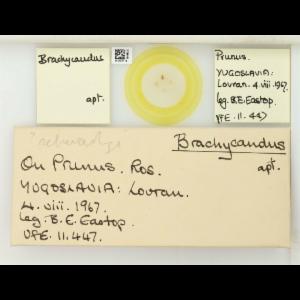 Brachycaudus
apt.
Prunus.
YUGOSLAVIA:
Lovran. 4.viii.1967.
leg. B.E. Eastop.
VFE. 11.447
Brachycaudus
apt.
On Prunus. Ros.
YUGOSLAVIA: Lovran.
4. viii. 1967.
leg. B. E. Eastop.
VFE. 11.447.